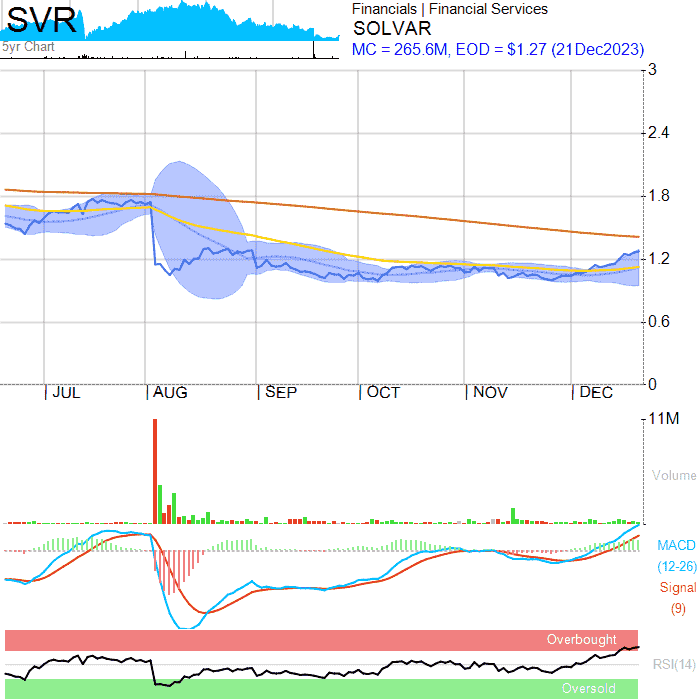 SVR
5yr Chart
Financials | Financial Services
SOLVAR
MC = 265.6M, EOD = $1.27 (21Dec2023)
3
2.4
1.8
1.2
0.6
0
JUL AUG SEP OCT NOV DEC
11M
Volume
MACD
(12-26)
Signal
(9)
Overbought
RSI(14)
Oversold